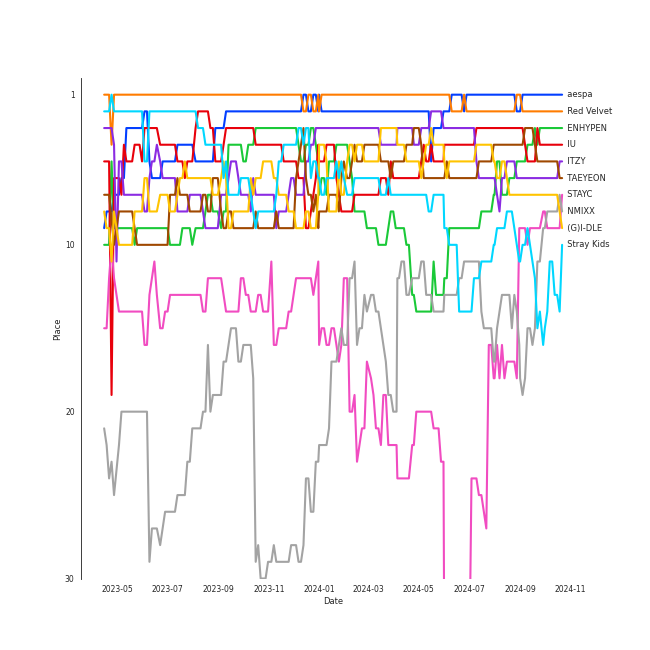 1
10
20
30
Place
aespa
Red Velvet
ENHYPEN
IU
ITZY
TAEYEON
STAYC
NMIXX
(G)I-DLE
Stray Kids
2023-05 2023-07 2023-09 2023-11 2024-01 2024-03 2024-05 2024-07 2024-09 2024-11
Date